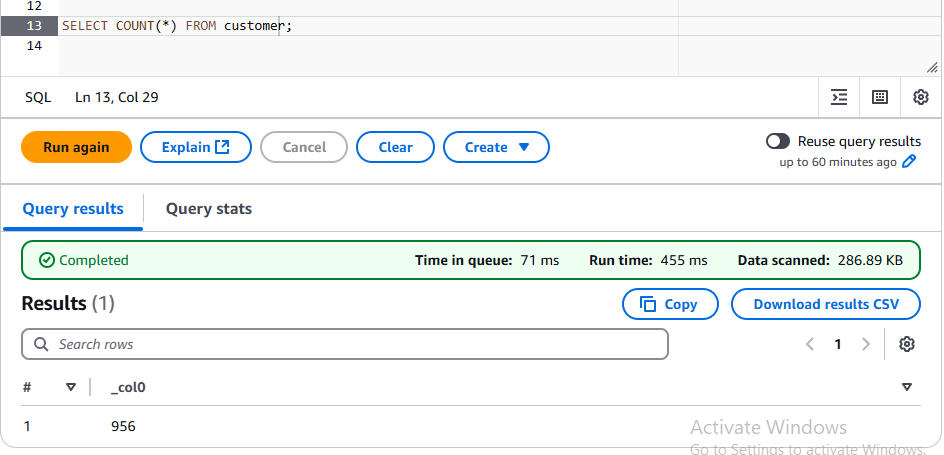 12
13 SELECT COUNT(*) FROM customer;
14
SQL Ln 13, Col 29
Run again Explain Cancel Clear Create Reuse query results
up to 60 minutes ago
Query results Query stats
Completed Time in queue: 71 ms Run time: 455 ms Data scanned: 286.89 KB
Results (1) Copy Download results CSV
Search rows 1
# _col0
1 956
Activate Windows
Go to Settings to activate Windows.